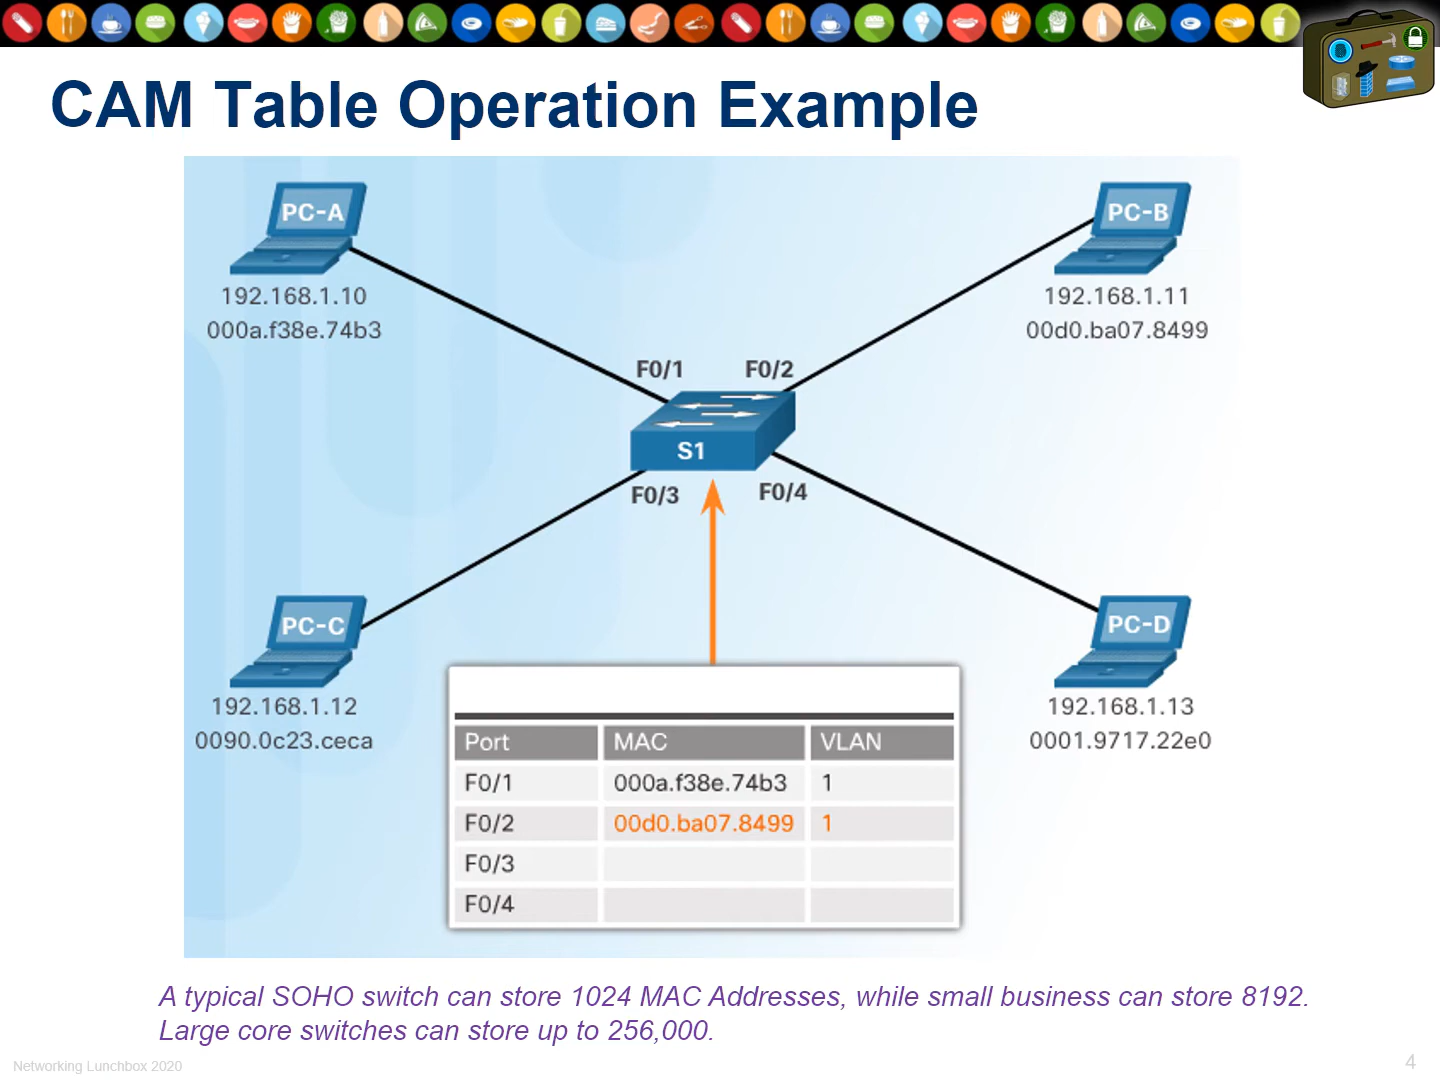 CAM Table Operation Example
PC-A
192.168.1.10
000a.f38e.74b3
PC-B
192.168.1.11
00d0.ba07.8499
F0/1
F0/2
S1
F0/3
F0/4
PC-C
192.168.1.12
0090.0c23.ceca
PC-D
192.168.1.13
0001.9717.22e0
Port MAC VLAN
F0/1 000a.f38e.74b3 1
F0/2 00d0.ba07.8499 1
F0/3
F0/4
A typical SOHO switch can store 1024 MAC Addresses, while small business can store 8192.
Large core switches can store up to 256,000.
Networking Lunchbox 2020
4